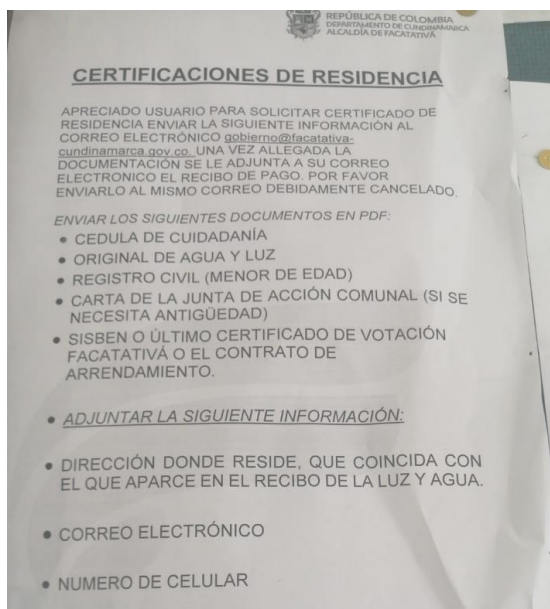 REPÚBLICA DE COLOMBIA
DEPARTAMENTO DE CUNDINAMARCA
ALCALDÍA DE FACATATIVÁ
CERTIFICACIONES DE RESIDENCIA
APRECIADO USUARIO PARA SOLICITAR CERTIFICADO DE
RESIDENCIA ENVIAR LA SIGUIENTE INFORMACIÓN AL
CORREO ELECTRÓNICO gobierno@facatativa-
cundinamarca.gov.co. UNA VEZ ALLEGADA LA
DOCUMENTACIÓN SE LE ADJUNTA A SU CORREO
ELECTRONICO EL RECIBO DE PAGO. POR FAVOR
ENVIARLO AL MISMO CORREO DEBIDAMENTE CANCELADO.
ENVIAR LOS SIGUIENTES DOCUMENTOS EN PDF:
• CEDULA DE CUIDADANÍA
• ORIGINAL DE AGUA Y LUZ
• REGISTRO CIVIL (MENOR DE EDAD)
• CARTA DE LA JUNTA DE ACCIÓN COMUNAL (SI SE
NECESITA ANTIGÜEDAD)
• SISBEN O ÚLTIMO CERTIFICADO DE VOTACIÓN
FACATATIVÁ O EL CONTRATO DE
ARRENDAMIENTO.
• ADJUNTAR LA SIGUIENTE INFORMACIÓN:
• DIRECCIÓN DONDE RESIDE, QUE COINCIDA CON
EL QUE APARECE EN EL RECIBO DE LA LUZ Y AGUA.
• CORREO ELECTRÓNICO
• NUMERO DE CELULAR